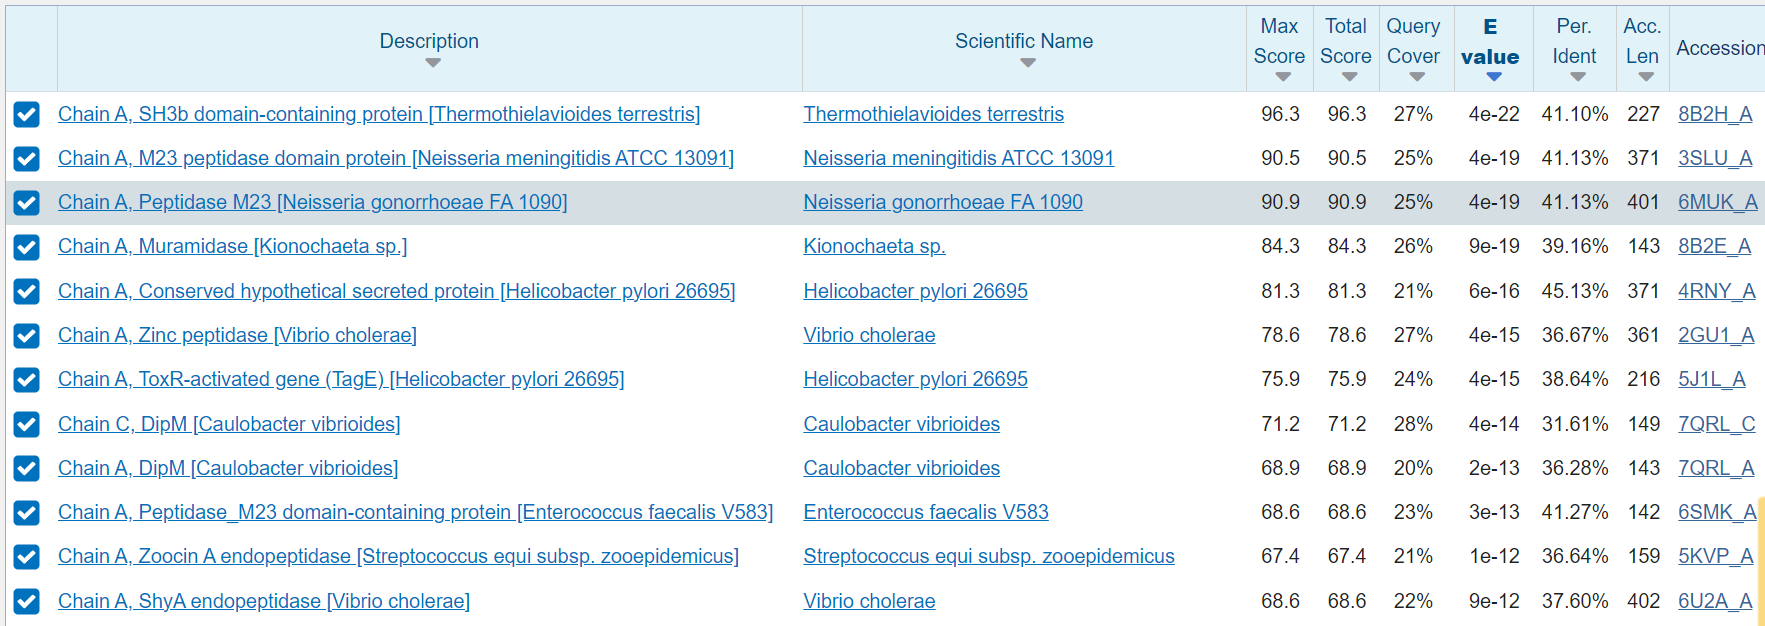 Description Scientific Name Max Score Total Score Query Cover E value Per. Ident Acc. Len Accession
Chain A, SH3b domain-containing protein [Thermothielavioides terrestris] Thermothielavioides terrestris 96.3 96.3 27% 4e-22 41.10% 227 8B2H_A
Chain A, M23 peptidase domain protein [Neisseria meningitidis ATCC 13091] Neisseria meningitidis ATCC 13091 90.5 90.5 25% 4e-19 41.13% 371 3SLU_A
Chain A, Peptidase M23 [Neisseria gonorrhoeae FA 1090] Neisseria gonorrhoeae FA 1090 90.9 90.9 25% 4e-19 41.13% 401 6MUK_A
Chain A, Muramidase [Kionochaeta sp.] Kionochaeta sp. 84.3 84.3 26% 9e-19 39.16% 143 8B2E_A
Chain A, Conserved hypothetical secreted protein [Helicobacter pylori 26695] Helicobacter pylori 26695 81.3 81.3 21% 6e-16 45.13% 371 4RNY_A
Chain A, Zinc peptidase [Vibrio cholerae] Vibrio cholerae 78.6 78.6 27% 4e-15 36.67% 361 2GU1_A
Chain A, ToxR-activated gene (TagE) [Helicobacter pylori 26695] Helicobacter pylori 26695 75.9 75.9 24% 4e-15 38.64% 216 5J1L_A
Chain C, DipM [Caulobacter vibrioides] Caulobacter vibrioides 71.2 71.2 28% 4e-14 31.61% 149 7QRL_C
Chain A, DipM [Caulobacter vibrioides] Caulobacter vibrioides 68.9 68.9 20% 2e-13 36.28% 143 7QRL_A
Chain A, Peptidase_M23 domain-containing protein [Enterococcus faecalis V583] Enterococcus faecalis V583 68.6 68.6 23% 3e-13 41.27% 142 6SMK_A
Chain A, Zoocin A endopeptidase [Streptococcus equi subsp. zooepidemicus] Streptococcus equi subsp. zooepidemicus 67.4 67.4 21% 1e-12 36.64% 159 5KVP_A
Chain A, ShyA endopeptidase [Vibrio cholerae] Vibrio cholerae 68.6 68.6 22% 9e-12 37.60% 402 6U2A_A